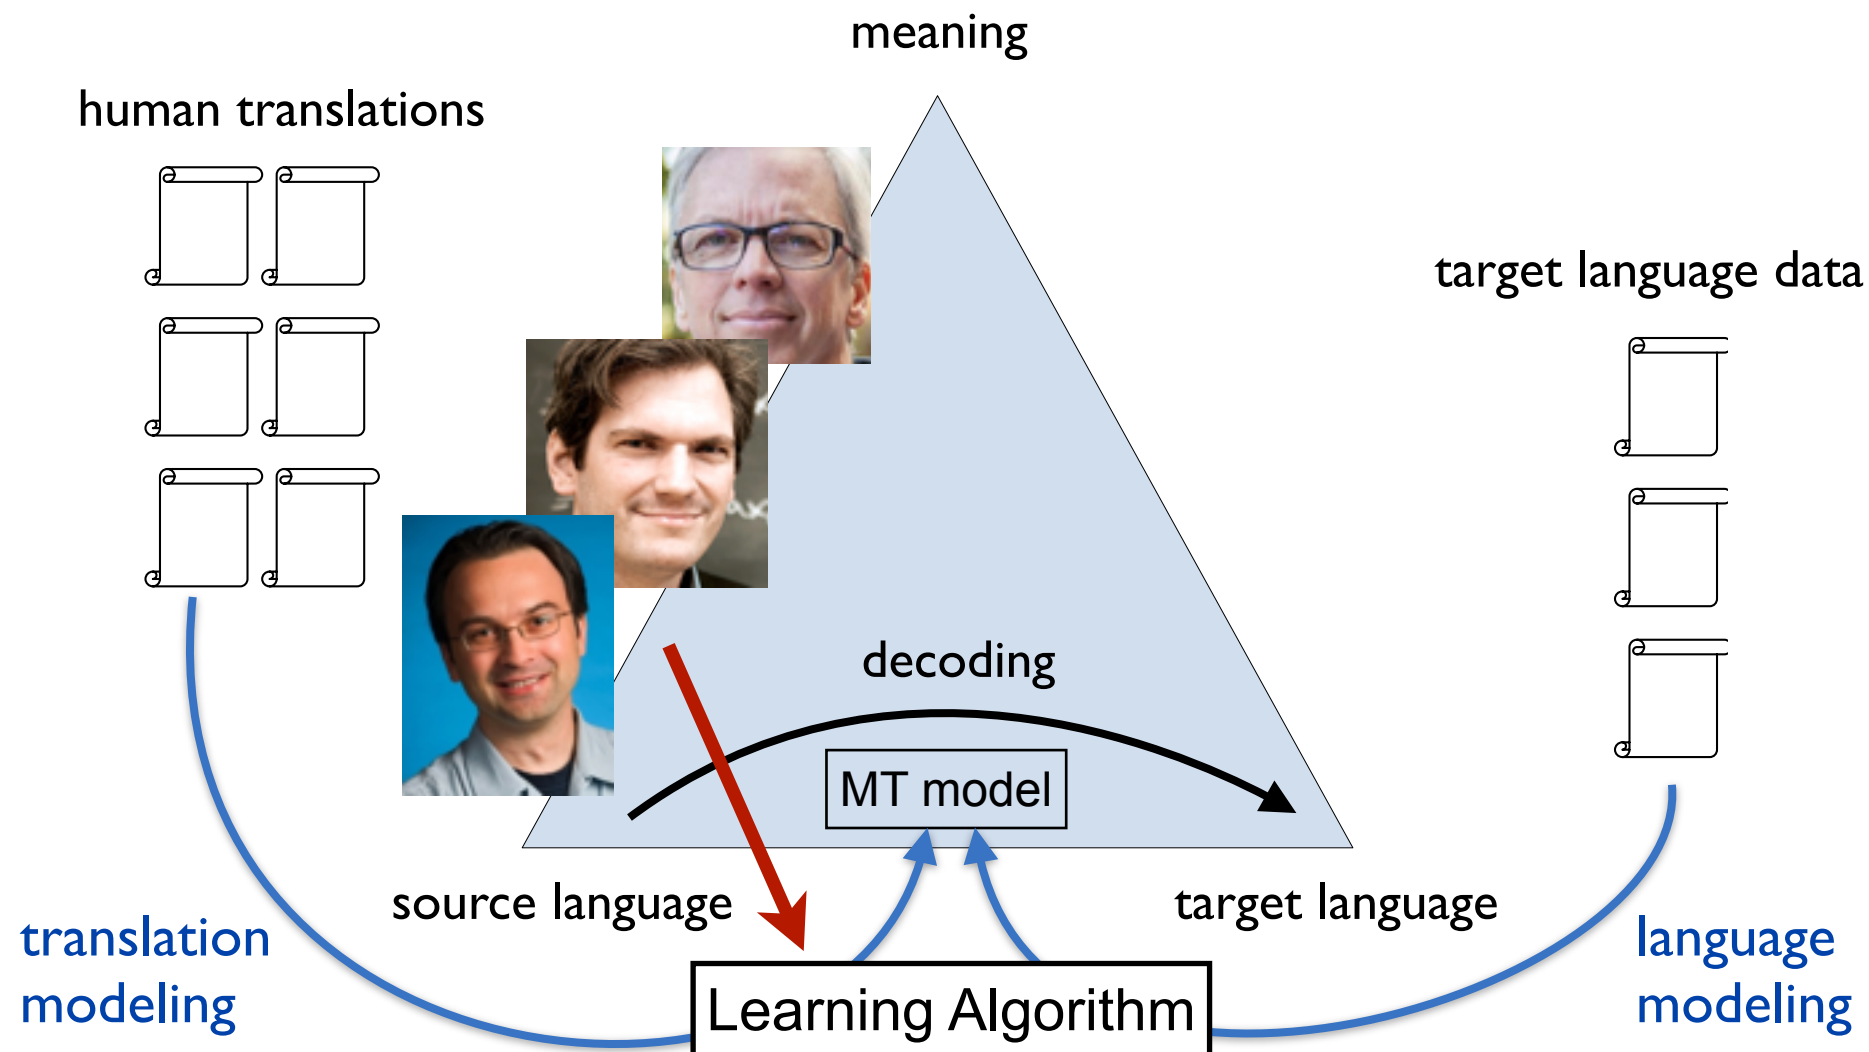 meaning
human translations
target language data
decoding
MT model
source language
target language
translation
modeling
language
modeling
Learning Algorithm